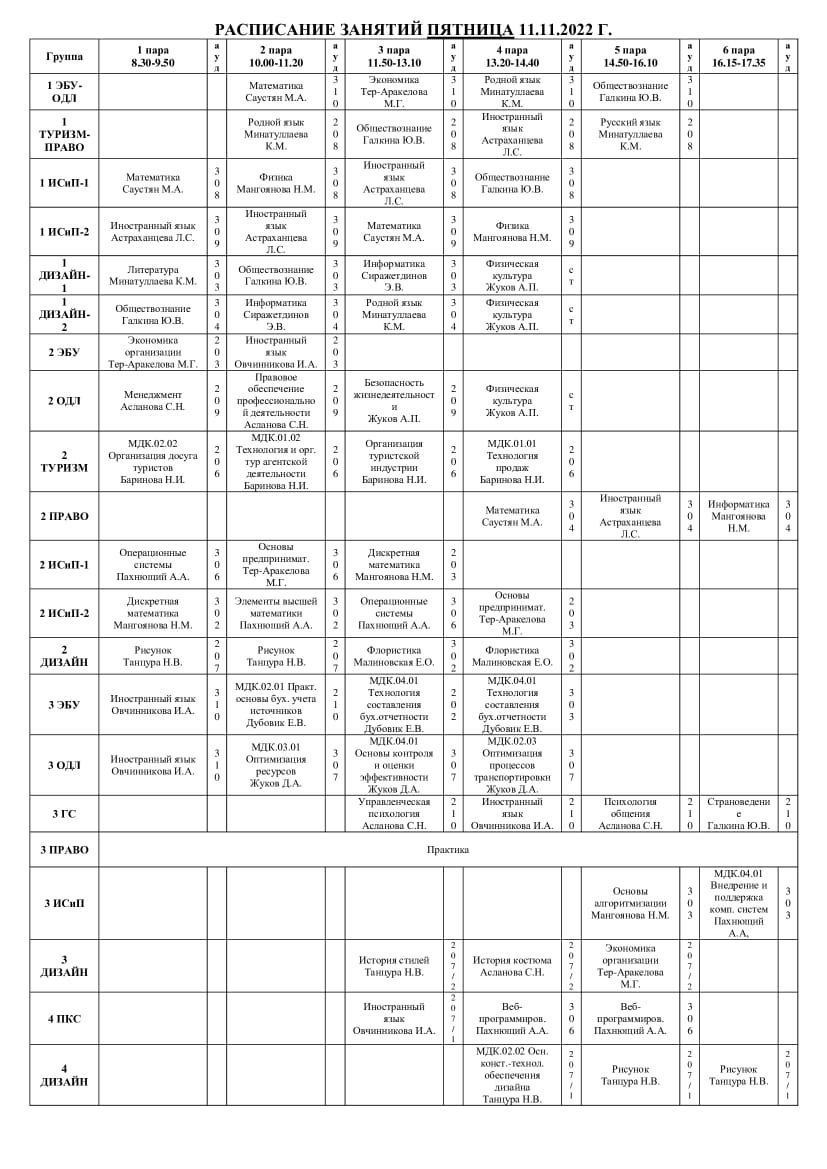 РАСПИСАНИЕ ЗАНЯТИЙ ПЯТНИЦА 11.11.2022 Г.
Группа 1 пара 8.30-9.50 ауд 2 пара 10.00-11.20 ауд 3 пара 11.50-13.10 ауд 4 пара 13.20-14.40 ауд 5 пара 14.50-16.10 ауд 6 пара 16.15-17.35 ауд
1 ЭБУ-ОДЛ Математика Саустян М.А. 310 Экономика Тер-Аракелова М.Г. 310 Родной язык Минатуллаева К.М. 310 Обществознание Галкина Ю.В. 310
1 ТУРИЗМ-ПРАВО Родной язык Минатуллаева К.М. 208 Обществознание Галкина Ю.В. 208 Иностранный язык Астраханцева Л.С. 208 Русский язык Минатуллаева К.М. 208
1 ИСиП-1 Математика Саустян М.А. 308 Физика Мангоянова Н.М. 308 Иностранный язык Астраханцева Л.С. 308 Обществознание Галкина Ю.В. 308
1 ИСиП-2 Иностранный язык Астраханцева Л.С. 309 Иностранный язык Астраханцева Л.С. 309 Математика Саустян М.А. 309 Физика Мангоянова Н.М. 309
1 ДИЗАЙН-1 Литература Минатуллаева К.М. 303 Обществознание Галкина Ю.В. 303 Информатика Сиражетдинов Э.В. 303 Физическая культура Жуков А.П. ст
1 ДИЗАЙН-2 Обществознание Галкина Ю.В. 304 Информатика Сиражетдинов Э.В. 304 Родной язык Минатуллаева К.М. 304 Физическая культура Жуков А.П. ст
2 ЭБУ Экономика организации Тер-Аракелова М.Г. 203 Иностранный язык Овчинникова И.А. 203
2 ОДЛ Менеджмент Асланова С.Н. 209 Правовое обеспечение профессионально й деятельности Асланова С.Н. 209 Безопасность жизнедеятельност и Жуков А.П. 209 Физическая культура Жуков А.П. ст
2 ТУРИЗМ МДК.02.02 Организация досуга туристов Баринова Н.И. 206 МДК.01.02 Технология и орг. тур агентской деятельности Баринова Н.И. 206 Организация туристской индустрии Баринова Н.И. 206 МДК.01.01 Технология продаж Баринова Н.И. 206
2 ПРАВО Математика Саустян М.А. 304 Иностранный язык Астраханцева Л.С. 304 Информатика Мангоянова Н.М. 304
2 ИСиП-1 Операционные системы Пахнющий А.А. 306 Основы предпринимат. Тер-Аракелова М.Г. 306 Дискретная математика Мангоянова Н.М. 203
2 ИСиП-2 Дискретная математика Мангоянова Н.М. 302 Элементы высшей математики Пахнющий А.А. 302 Операционные системы Пахнющий А.А. 306 Основы предпринимат. Тер-Аракелова М.Г. 203
2 ДИЗАЙН Рисунок Танцура Н.В. 207 Рисунок Танцура Н.В. 207 Флористика Малиновская Е.О. 302 Флористика Малиновская Е.О. 302
3 ЭБУ Иностранный язык Овчинникова И.А. 310 МДК.02.01 Практ. основы бух. учета источников Дубовик Е.В. 210 МДК.04.01 Технология составления бух.отчетности Дубовик Е.В. 202 МДК.04.01 Технология составления бух.отчетности Дубовик Е.В. 303
3 ОДЛ Иностранный язык Овчинникова И.А. 310 МДК.03.01 Оптимизация ресурсов Жуков Д.А. 307 МДК.04.01 Основы контроля и оценки эффективности Жуков Д.А. 307 МДК.02.03 Оптимизация процессов транспортировки Жуков Д.А. 307
3 ГС Управленческая психология Асланова С.Н. 210 Иностранный язык Овчинникова И.А. 210 Психология общения Асланова С.Н. 210 Страноведени е Галкина Ю.В. 210
3 ПРАВО Практика
3 ИСиП Основы алгоритмизации Мангоянова Н.М. 303 МДК.04.01 Внедрение и поддержка комп. систем Пахнющий А.А, 303
3 ДИЗАЙН История стилей Танцура Н.В. 207/2 История костюма Асланова С.Н. 207/2 Экономика организации Тер-Аракелова М.Г. 207/2
4 ПКС Иностранный язык Овчинникова И.А. 207/1 Веб-программиров. Пахнющий А.А. 306 Веб-программиров. Пахнющий А.А. 306
4 ДИЗАЙН МДК.02.02 Осн. конст.-технол. обеспечения дизайна Танцура Н.В. 207/1 Рисунок Танцура Н.В. 207/1 Рисунок Танцура Н.В. 207/1